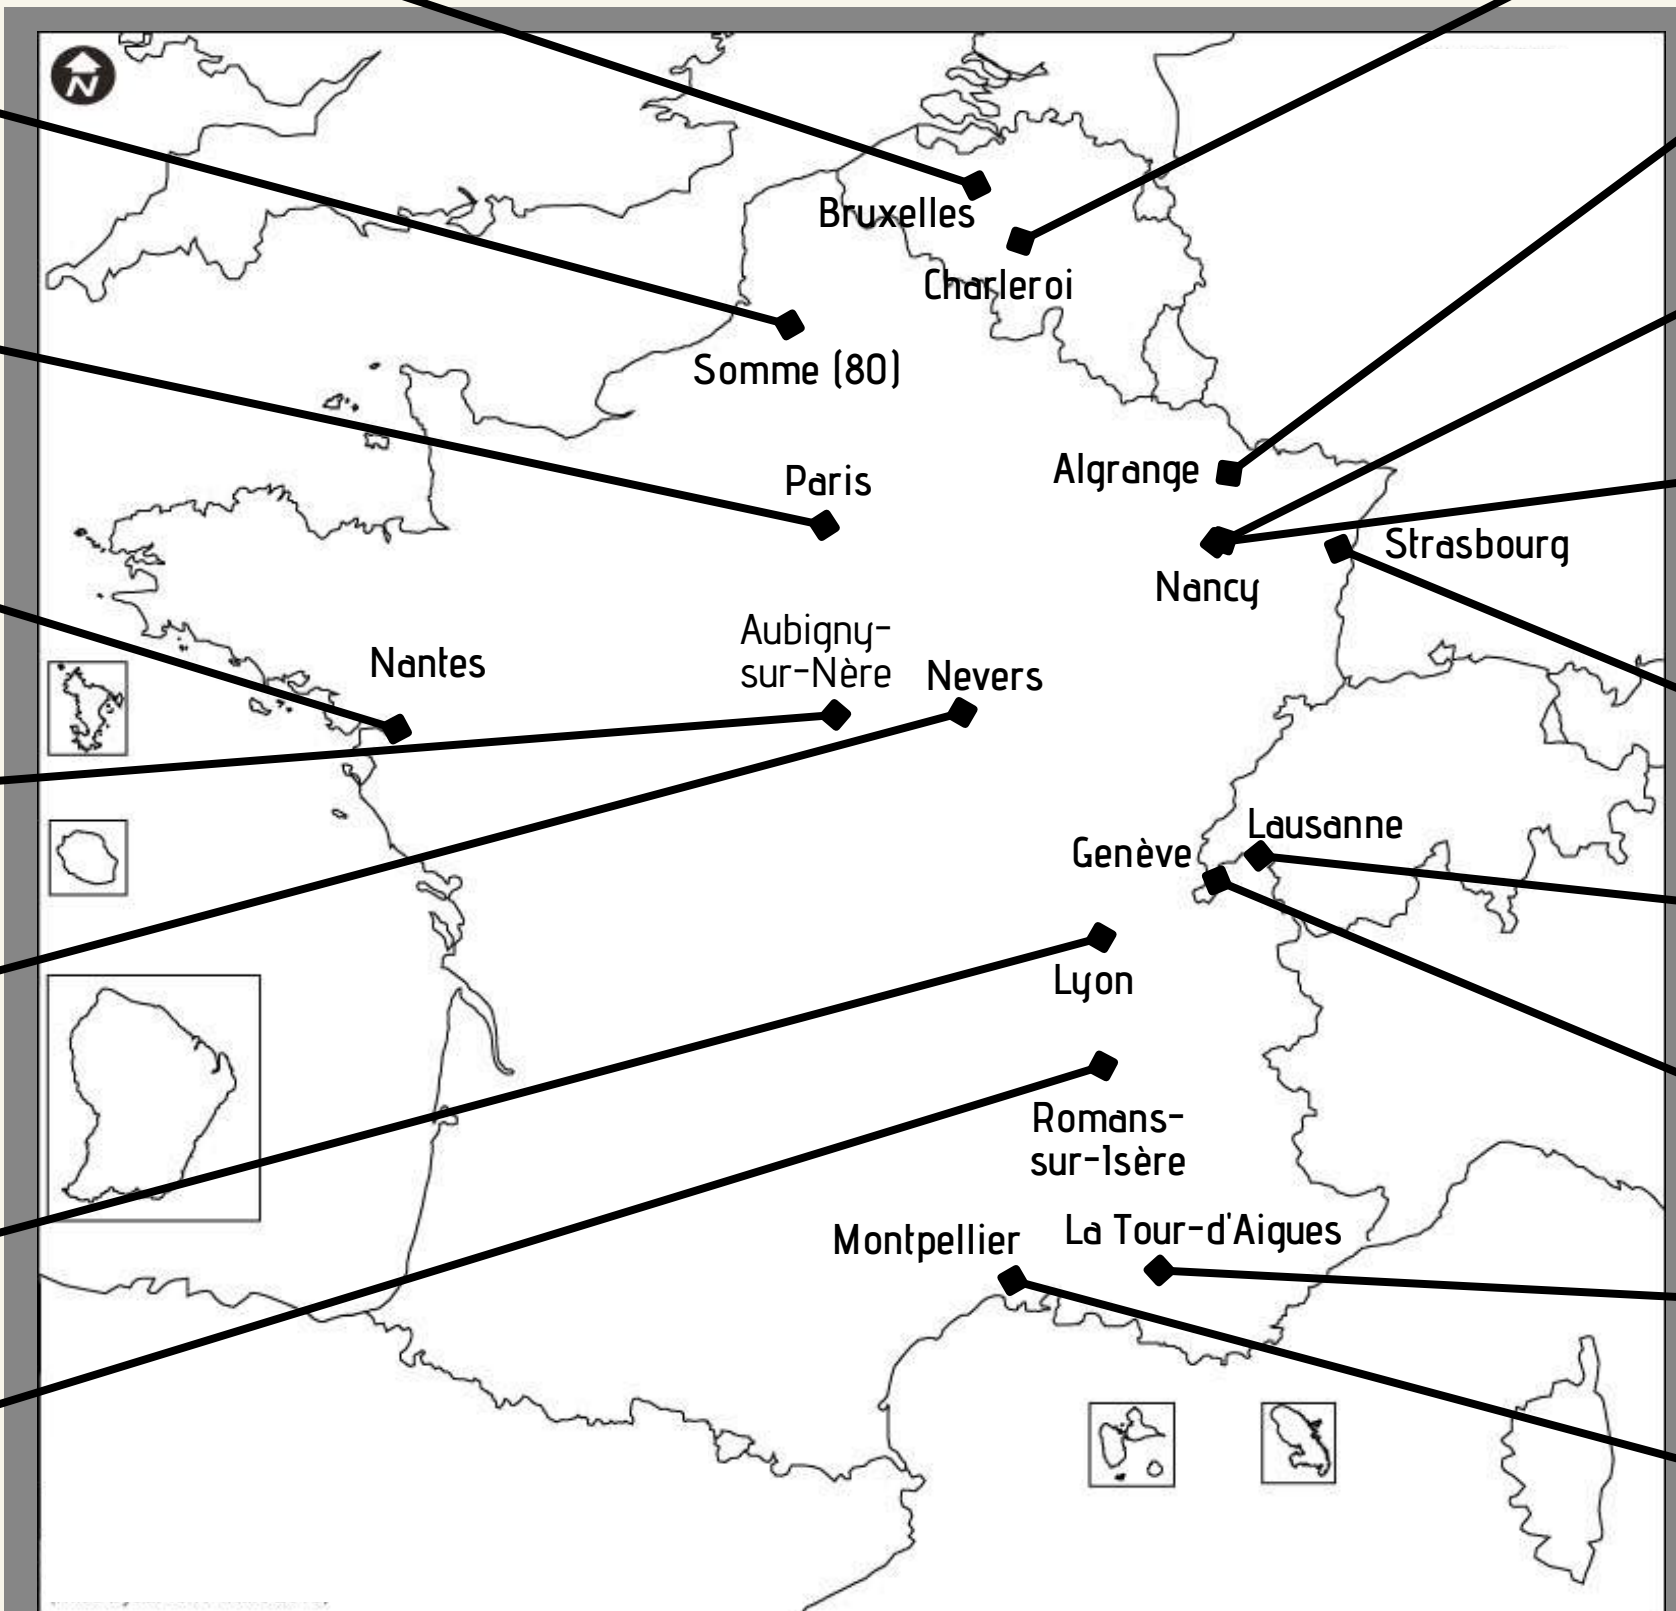 N
Bruxelles
Charleroi
Somme (80)
Algrange
Paris
Strasbourg
Nancy
Aubigny-
sur-Nère
Nantes
Nevers
Lausanne
Genève
Lyon
Romans-
sur-Isère
La Tour-d'Aigues
Montpellier